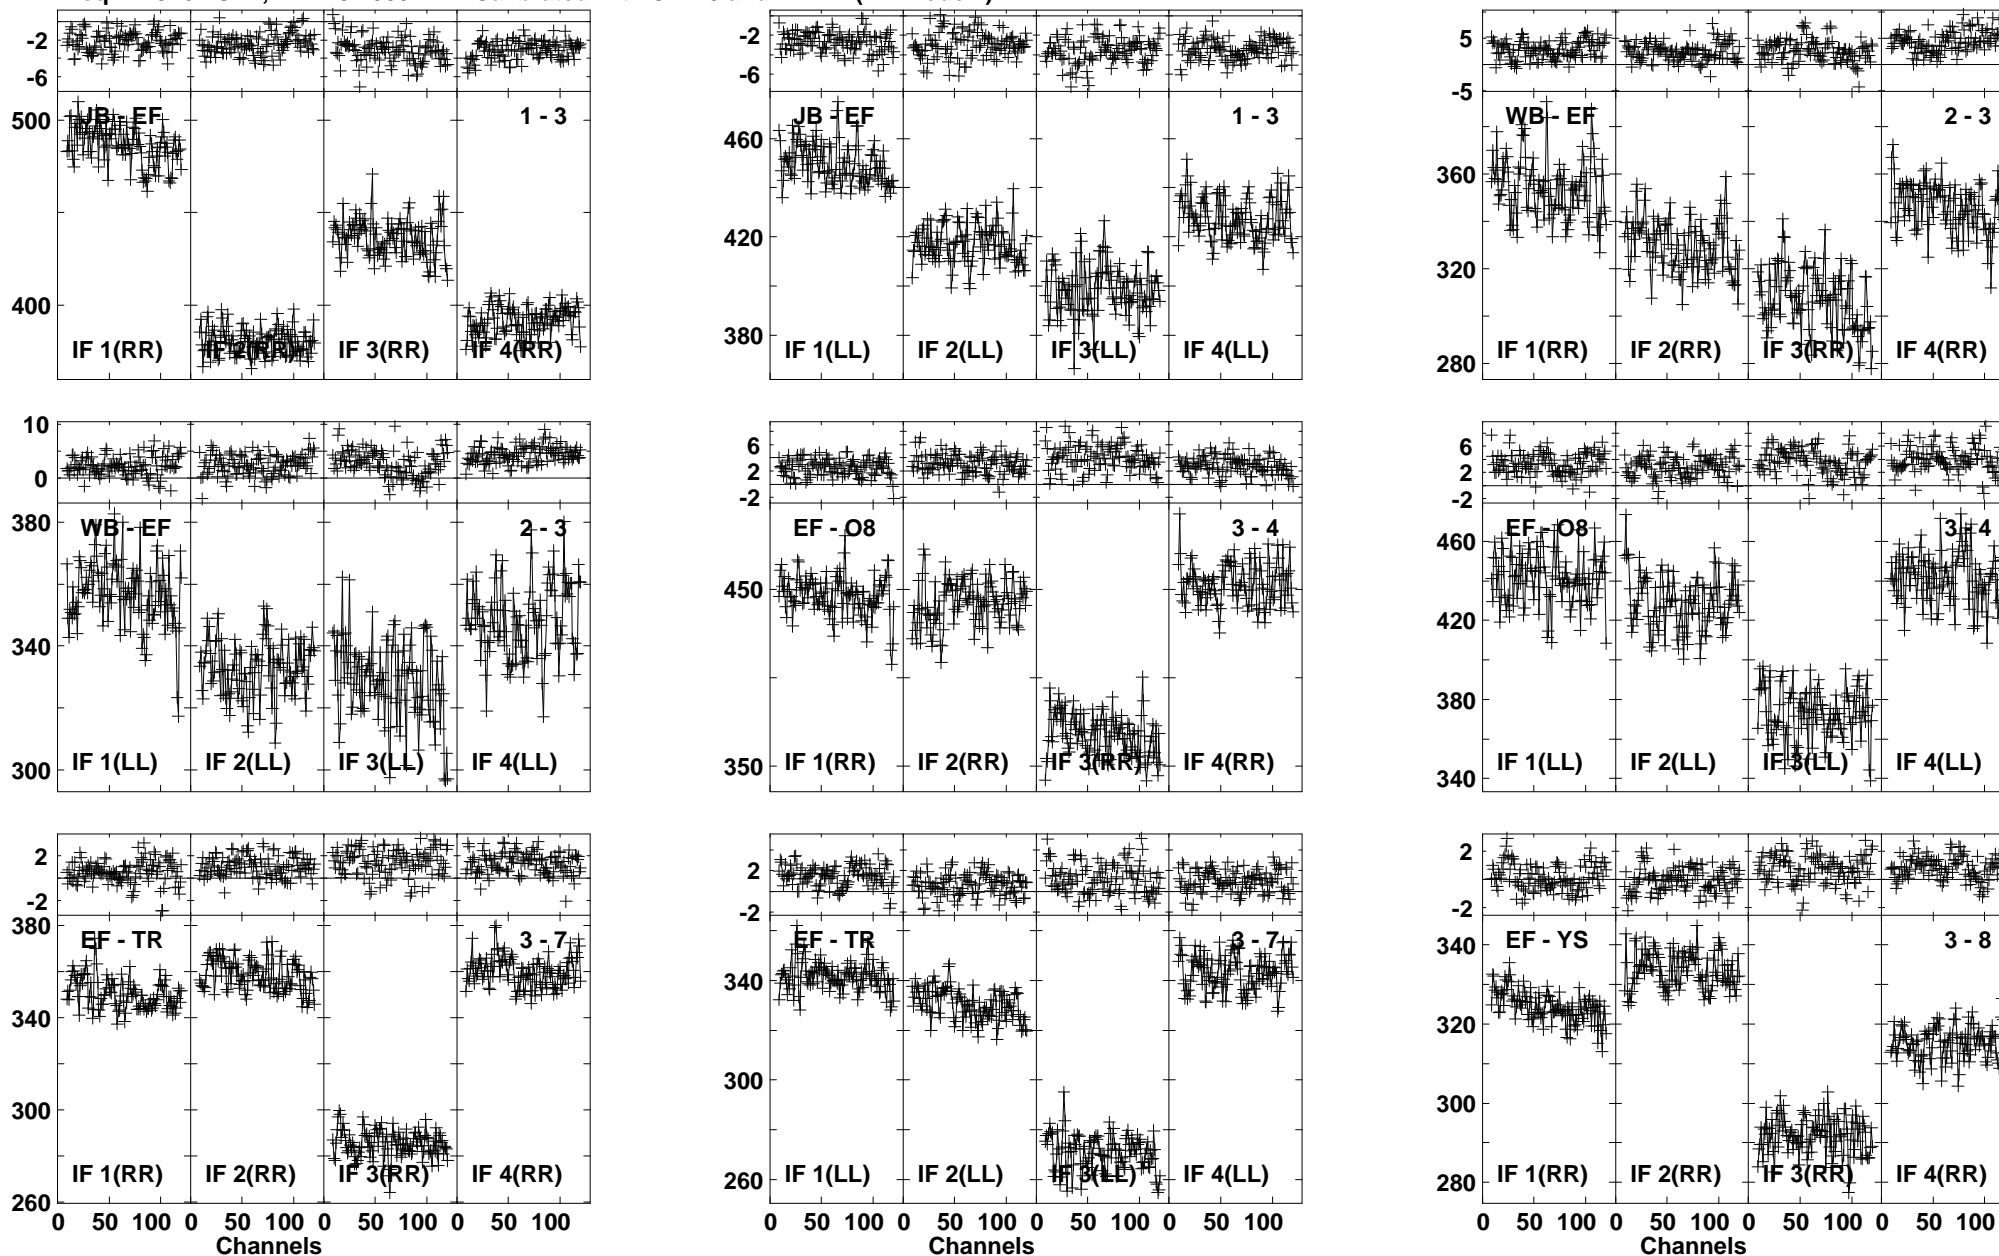 -2 -2 5
-6 -6 -5
JB - EF 1 - 3 JB - EF 1 - 3 WB - EF 2 - 3
500 460 360
400 420 320
380 280
IF 1(RR) IF 2(RR) IF 3(RR) IF 4(RR) IF 1(LL) IF 2(LL) IF 3(LL) IF 4(LL) IF 1(RR) IF 2(RR) IF 3(RR) IF 4(RR)
10 6 6
0 2 2
-2 -2
WB - EF 2 - 3 EF - O8 3 - 4 EF - O8 3 - 4
380 450 460
340 350 420
300 380
340
IF 1(LL) IF 2(LL) IF 3(LL) IF 4(LL) IF 1(RR) IF 2(RR) IF 3(RR) IF 4(RR) IF 1(LL) IF 2(LL) IF 3(LL) IF 4(LL)
2 2 2
-2 -2 -2
EF - TR 3 - 7 EF - TR 3 - 7 EF - YS 3 - 8
380 340 340
340 300 320
300 260 300
260 280
IF 1(RR) IF 2(RR) IF 3(RR) IF 4(RR) IF 1(LL) IF 2(LL) IF 3(LL) IF 4(LL) IF 1(RR) IF 2(RR) IF 3(RR) IF 4(RR)
0 50 100 0 50 100 0 50 100 0 50 100 0 50 100 0 50 100 0 50 100 0 50 100 0 50 100 0 50 100 0 50 100 0 50 100
Channels Channels Channels